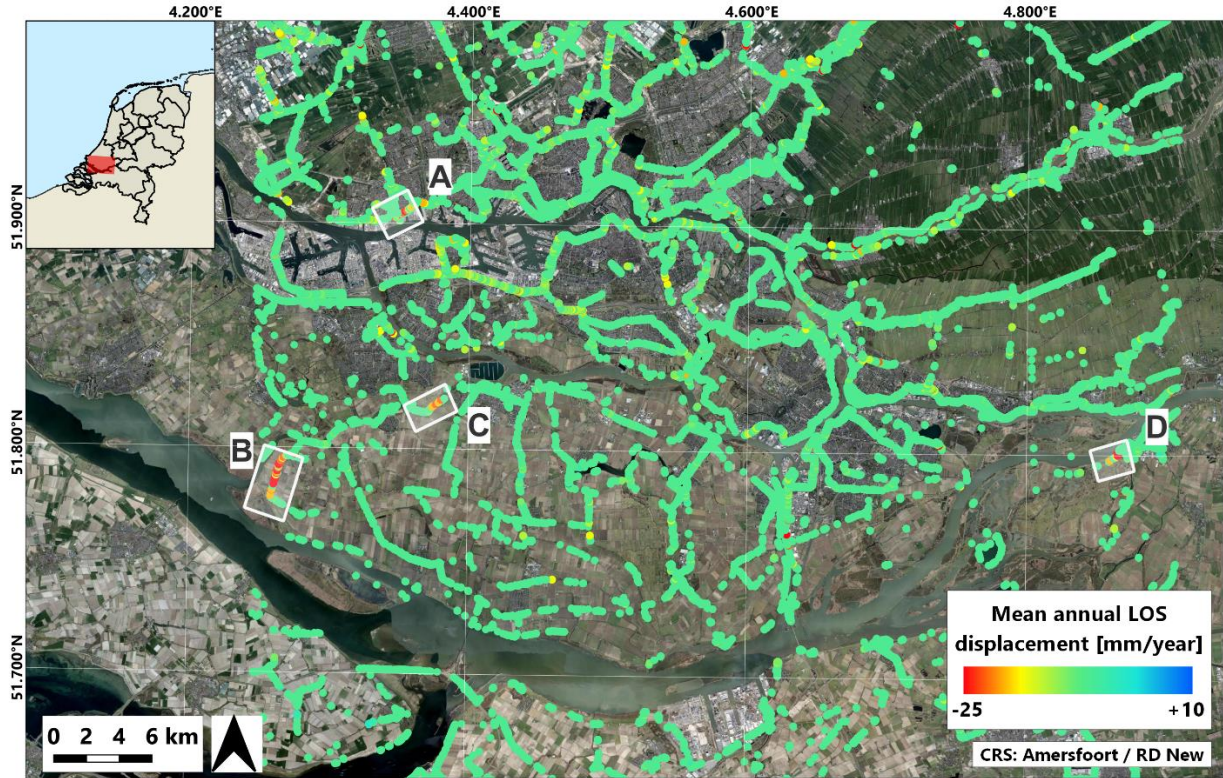 4.200°E 4.400°E 4.600°E 4.800°E
51.900°N
51.800°N
51.700°N
A
B
C
D
0 2 4 6 km
Mean annual LOS
displacement [mm/year]
-25 +10
CRS: Amersfoort / RD New